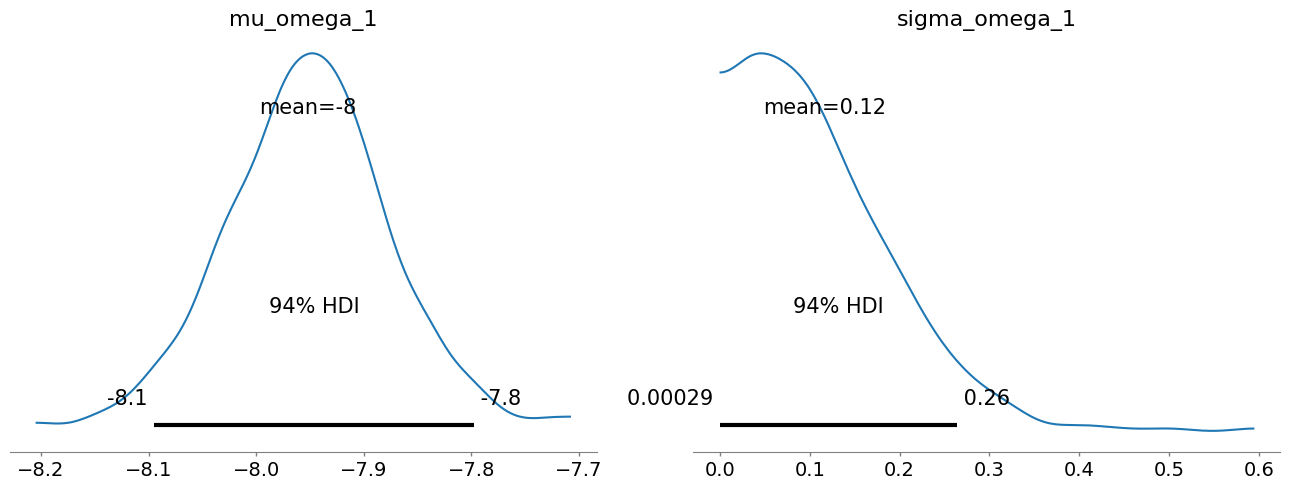 mu_omega_1
mean=-8
94% HDI
-8.1
-7.8
−8.2 −8.1 −8.0 −7.9 −7.8 −7.7
sigma_omega_1
mean=0.12
94% HDI
0.00029
0.26
0.0 0.1 0.2 0.3 0.4 0.5 0.6